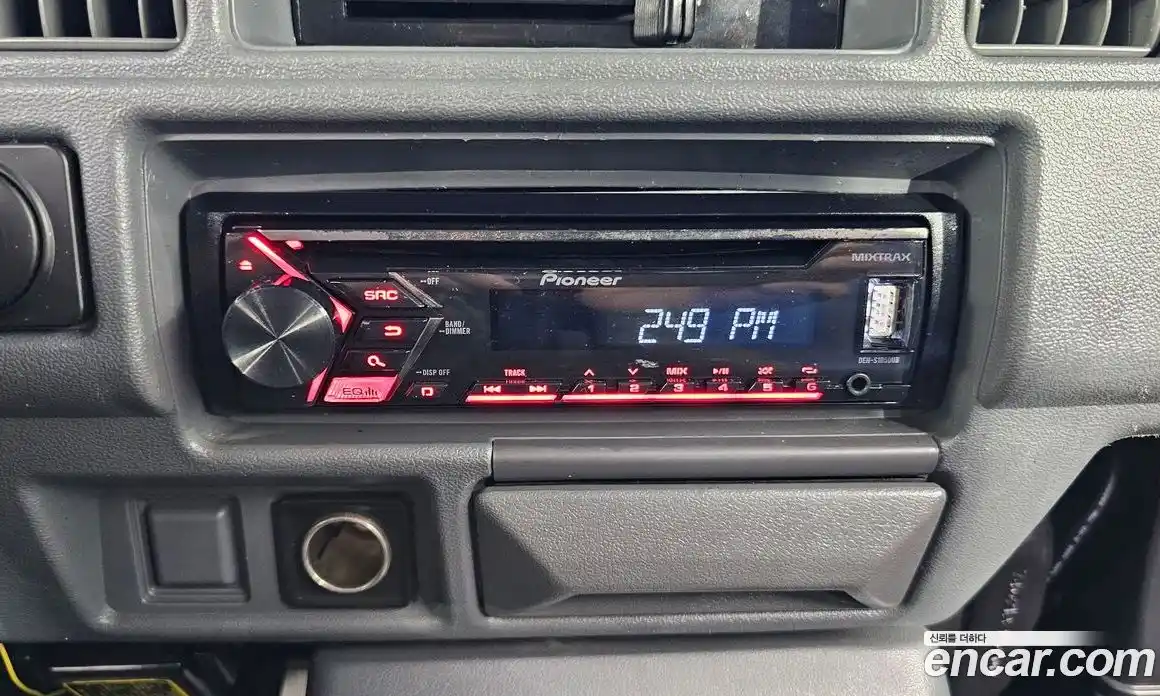 MIXTRAX
Pioneer
OFF
SRC
BAND/
DIMMER
249 PM
DISP OFF
EQ
TRACK
MIX
1 2 3 4 5 6
신뢰를 더하다
encar.com